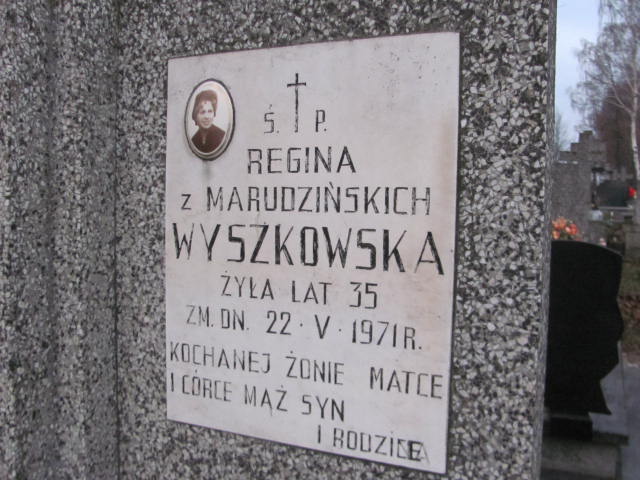 Ś. P.
REGINA
z MARUDZIŃSKICH
WYSZKOWSKA
ŻYŁA LAT 35
ZM. DN. 22 · V · 1971 R.
KOCHANEJ ŻONIE MATCE
I CÓRCE MĄŻ SYN
I RODZICE